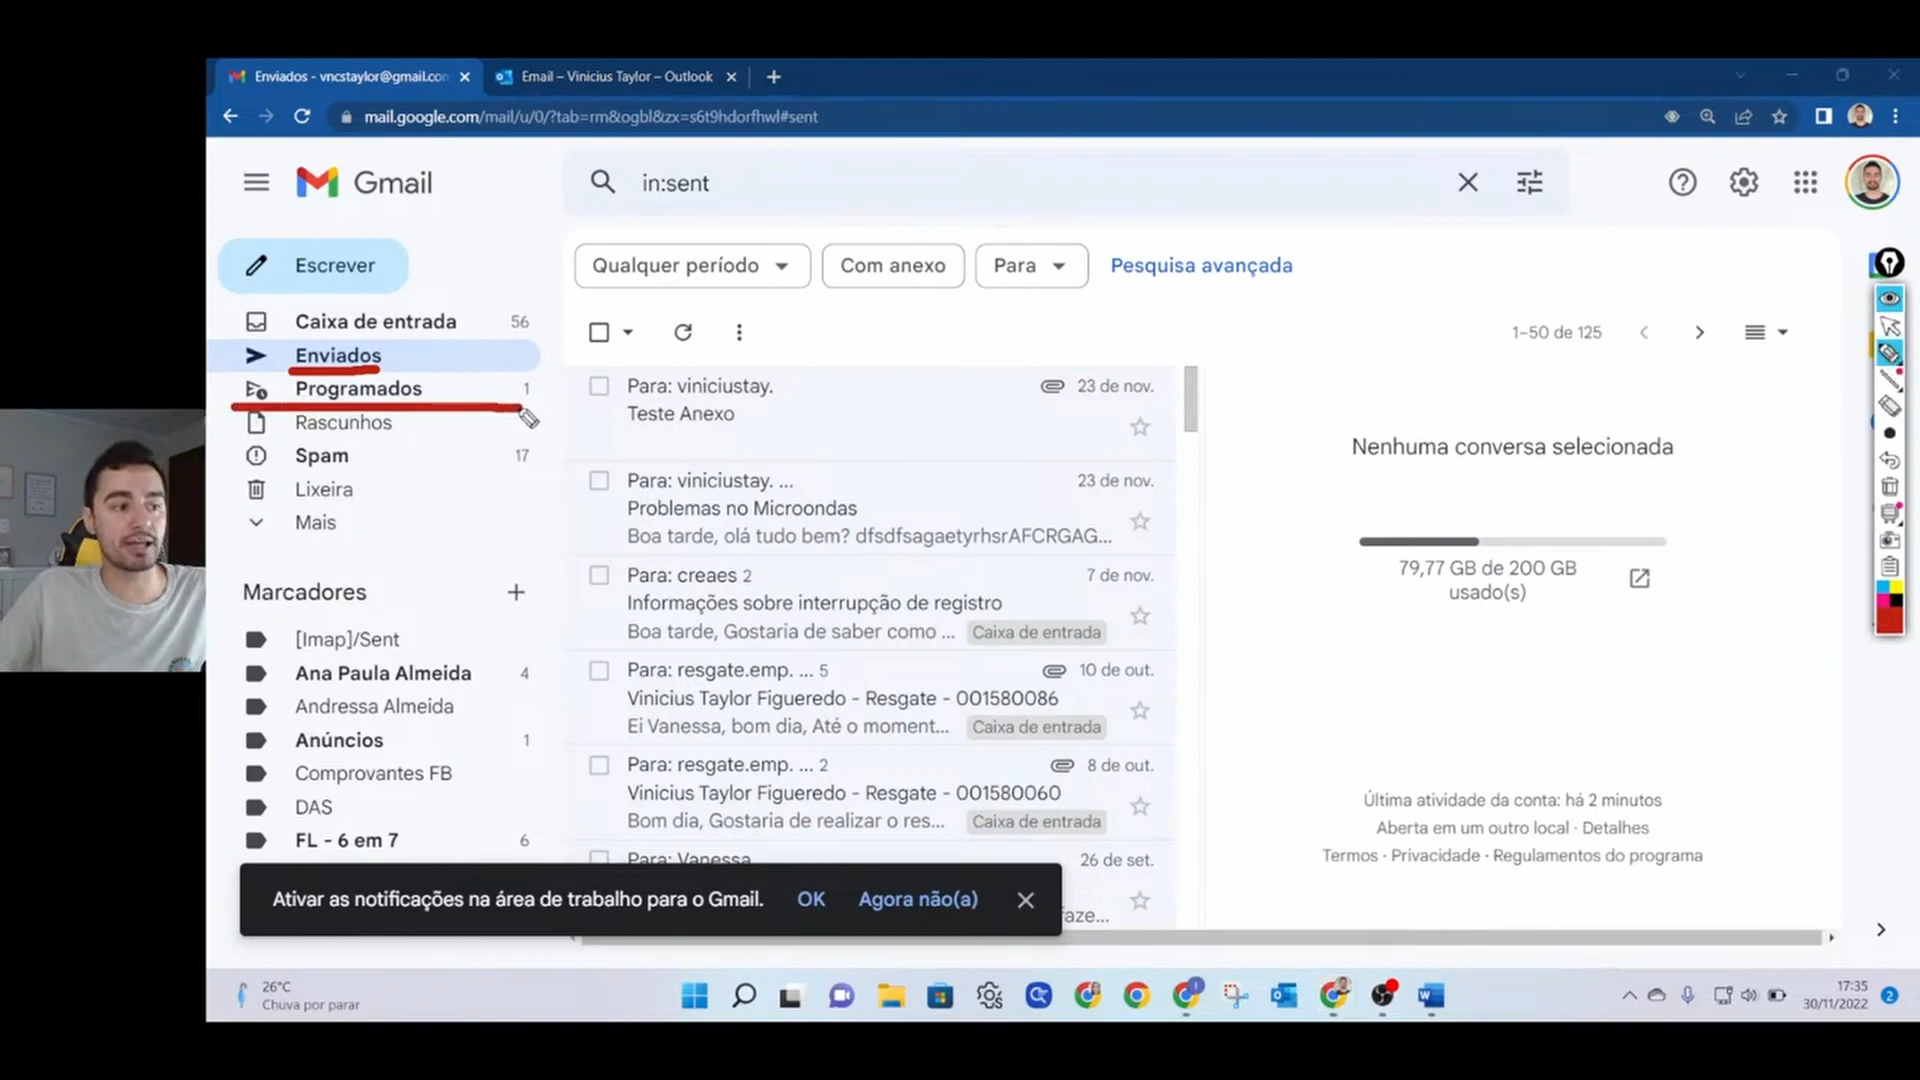 Enviados - vncstaylor@gmail.con
Email – Vinicius Taylor – Outlook
mail.google.com/mail/u/0/?tab=rm&ogbl&zx=s6t9hdorfhwl#sent
Gmail
in:sent
Escrever
Qualquer período
Com anexo
Para
Pesquisa avançada
Caixa de entrada 56
Enviados
Programados 1
Rascunhos
Spam 17
Lixeira
Mais
Marcadores
[Imap]/Sent
Ana Paula Almeida 4
Andressa Almeida
Anúncios 1
Comprovantes FB
DAS
FL - 6 em 7 6
1–50 de 125
Para: viniciustay. 23 de nov.
Teste Anexo
Para: viniciustay. ... 23 de nov.
Problemas no Microondas
Boa tarde, olá tudo bem? dfsdfsagaetyrhsrAFCRGAG...
Para: creaes 2 7 de nov.
Informações sobre interrupção de registro
Boa tarde, Gostaria de saber como ... Caixa de entrada
Para: resgate.emp. ... 5 10 de out.
Vinicius Taylor Figueredo - Resgate - 001580086
Ei Vanessa, bom dia, Até o moment... Caixa de entrada
Para: resgate.emp. ... 2 8 de out.
Vinicius Taylor Figueredo - Resgate - 001580060
Bom dia, Gostaria de realizar o res... Caixa de entrada
Para: Vanessa 26 de set.
faze...
Nenhuma conversa selecionada
79,77 GB de 200 GB
usado(s)
Última atividade da conta: há 2 minutos
Aberta em um outro local · Detalhes
Termos · Privacidade · Regulamentos do programa
Ativar as notificações na área de trabalho para o Gmail. OK Agora não(a)
26°C
Chuva por parar
17:35
30/11/2022
2